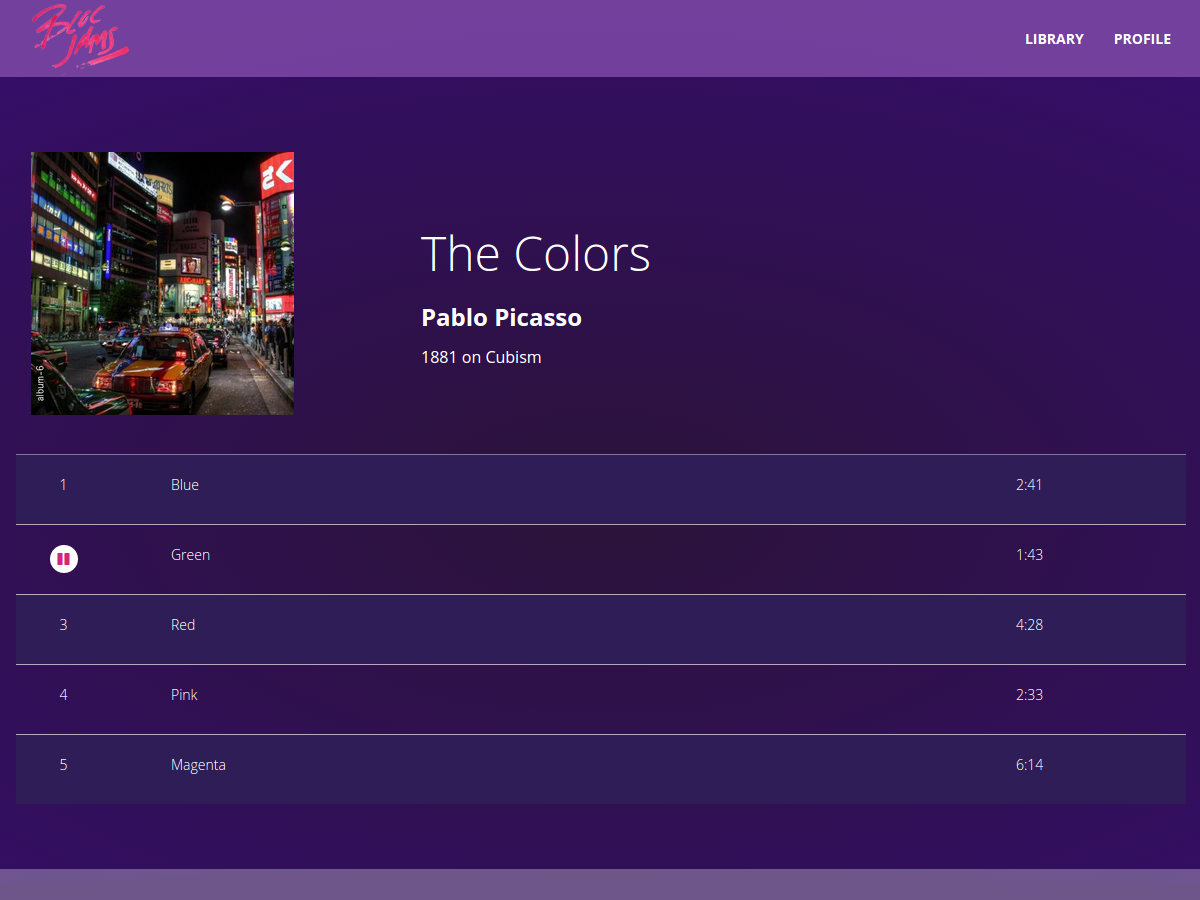 Bloc
Jams
LIBRARY PROFILE
album-6
The Colors
Pablo Picasso
1881 on Cubism
1 Blue 2:41
Green 1:43
3 Red 4:28
4 Pink 2:33
5 Magenta 6:14